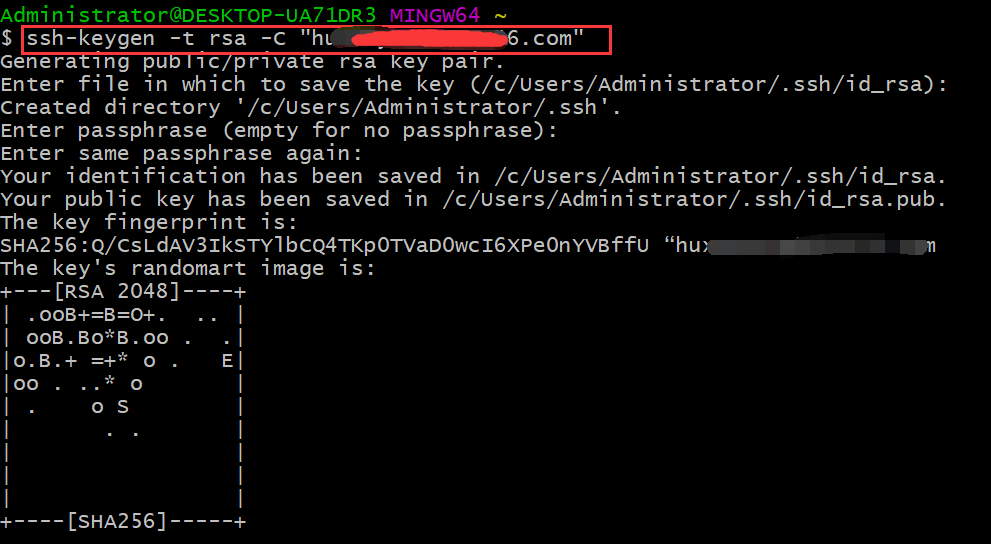 Administrator@DESKTOP-UA71DR3 MINGW64 ~
$ ssh-keygen -t rsa -C "hu 6.com"
Generating public/private rsa key pair.
Enter file in which to save the key (/c/Users/Administrator/.ssh/id_rsa):
Created directory '/c/Users/Administrator/.ssh'.
Enter passphrase (empty for no passphrase):
Enter same passphrase again:
Your identification has been saved in /c/Users/Administrator/.ssh/id_rsa.
Your public key has been saved in /c/Users/Administrator/.ssh/id_rsa.pub.
The key fingerprint is:
SHA256:Q/CsLdAV3IkSTYlbCQ4TKp0TVaD0wcI6XPe0nYVBffU “hux m
The key's randomart image is:
+---[RSA 2048]----+
| .ooB+=B=O+.  .. |
| ooB.Bo*B.oo .  .|
|o.B.+ =+* o .   E|
|oo . ..* o       |
| .    o S        |
|       . .       |
|                 |
|                 |
|                 |
+----[SHA256]-----+